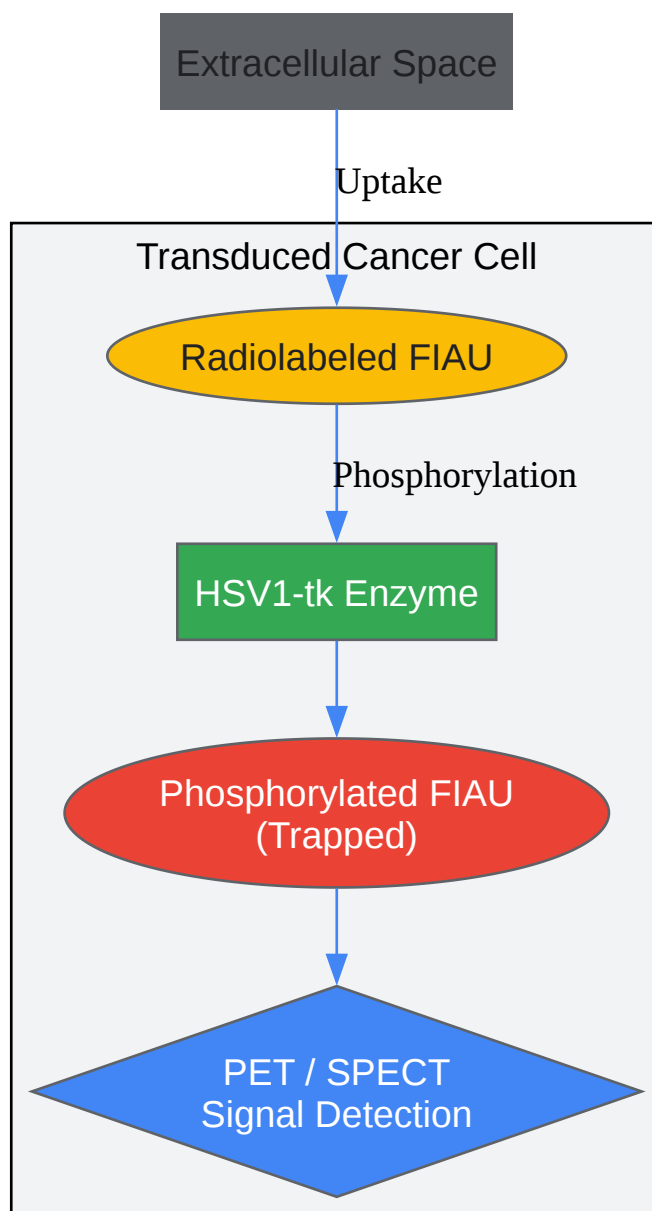 Extracellular Space
Uptake
Transduced Cancer Cell
Radiolabeled FIAU
Phosphorylation
HSV1-tk Enzyme
Phosphorylated FIAU
(Trapped)
PET / SPECT
Signal Detection